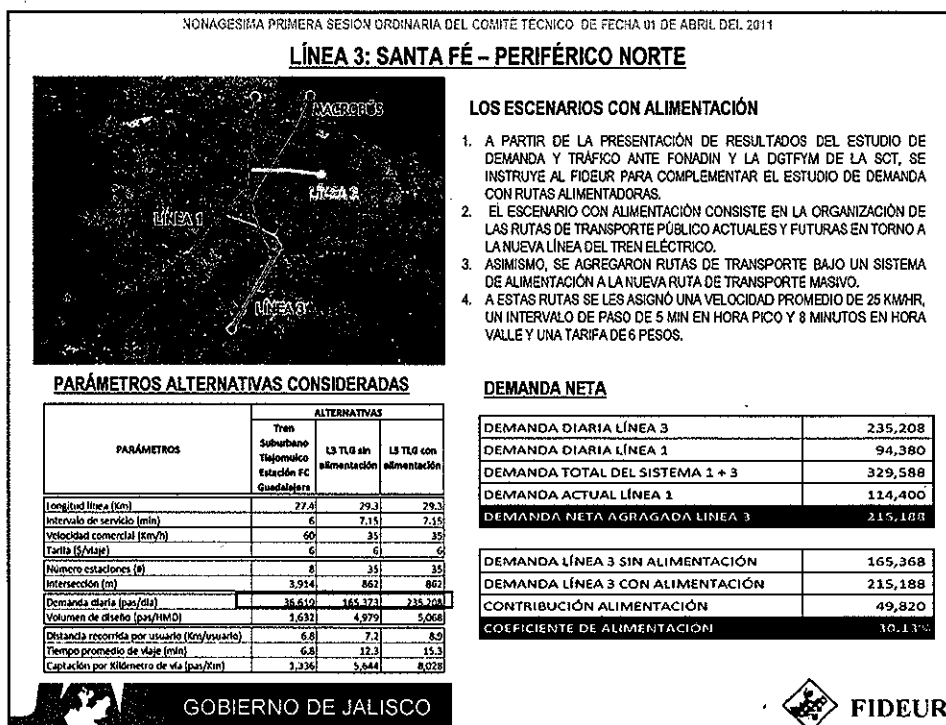 NONAGESIMA PRIMERA SESION ORDINARIA DEL COMITÉ TÉCNICO DE FECHA 01 DE ABRIL DEL 2011
LÍNEA 3: SANTA FÉ – PERIFÉRICO NORTE
MACROBÚS
LÍNEA 2
LÍNEA 1
LÍNEA 3
LOS ESCENARIOS CON ALIMENTACIÓN
1. A PARTIR DE LA PRESENTACIÓN DE RESULTADOS DEL ESTUDIO DE
DEMANDA Y TRÁFICO ANTE FONADIN Y LA DGTFYM DE LA SCT, SE
INSTRUYE AL FIDEUR PARA COMPLEMENTAR EL ESTUDIO DE DEMANDA
CON RUTAS ALIMENTADORAS.
2. EL ESCENARIO CON ALIMENTACIÓN CONSISTE EN LA ORGANIZACIÓN DE
LAS RUTAS DE TRANSPORTE PÚBLICO ACTUALES Y FUTURAS EN TORNO A
LA NUEVA LÍNEA DEL TREN ELÉCTRICO.
3. ASIMISMO, SE AGREGARON RUTAS DE TRANSPORTE BAJO UN SISTEMA
DE ALIMENTACIÓN A LA NUEVA RUTA DE TRANSPORTE MASIVO.
4. A ESTAS RUTAS SE LES ASIGNÓ UNA VELOCIDAD PROMEDIO DE 25 KM/HR,
UN INTERVALO DE PASO DE 5 MIN EN HORA PICO Y 8 MINUTOS EN HORA
VALLE Y UNA TARIFA DE 6 PESOS.
PARÁMETROS ALTERNATIVAS CONSIDERADAS
ALTERNATIVAS
PARÁMETROS
Tren Suburbano Tlajomulco Estación FC Guadalajara
L3 TLG sin alimentación
L3 TLG con alimentación
Longitud línea (Km) 27.4 29.3 29.3
Intervalo de servicio (min) 6 7.15 7.15
Velocidad comercial (Km/h) 60 35 35
Tarifa ($/viaje) 6 6 6
Número estaciones (#) 8 35 35
Intersección (m) 3,914 862 862
Demanda diaria (pas/día) 36,619 165,373 235,208
Volumen de diseño (pas/HMD) 1,632 4,979 5,068
Distancia recorrida por usuario (Km/usuario) 6.8 7.2 8.9
Tiempo promedio de viaje (min) 6.8 12.3 15.3
Captación por Kilómetro de vía (pas/Km) 1,336 5,644 8,028
DEMANDA NETA
DEMANDA DIARIA LÍNEA 3 235,208
DEMANDA DIARIA LÍNEA 1 94,380
DEMANDA TOTAL DEL SISTEMA 1 + 3 329,588
DEMANDA ACTUAL LÍNEA 1 114,400
DEMANDA NETA AGRAGADA LINEA 3 215,188
DEMANDA LÍNEA 3 SIN ALIMENTACIÓN 165,368
DEMANDA LÍNEA 3 CON ALIMENTACIÓN 215,188
CONTRIBUCIÓN ALIMENTACIÓN 49,820
COEFICIENTE DE ALIMENTACIÓN 30.13%
GOBIERNO DE JALISCO
FIDEUR